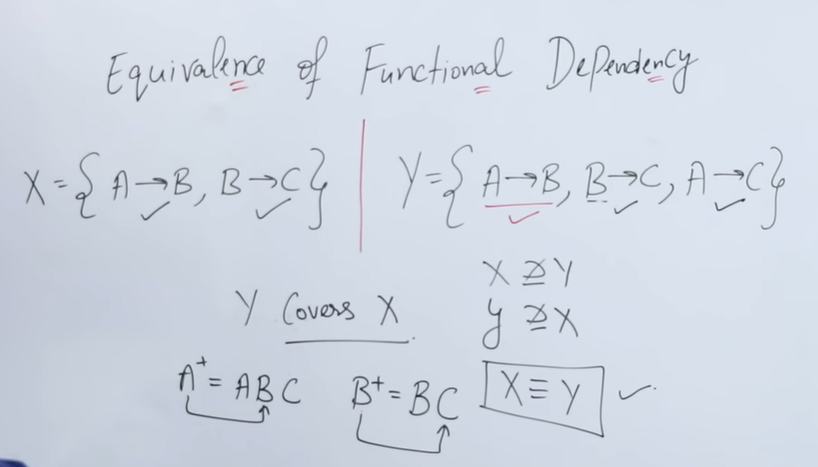 Equivalence of Functional Dependency
X = { A → B, B → C }
Y = { A → B, B → C, A → C }
X ⊇ Y
Y Covers X
y ⊇ X
A⁺ = ABC
B⁺ = BC
X ≡ Y